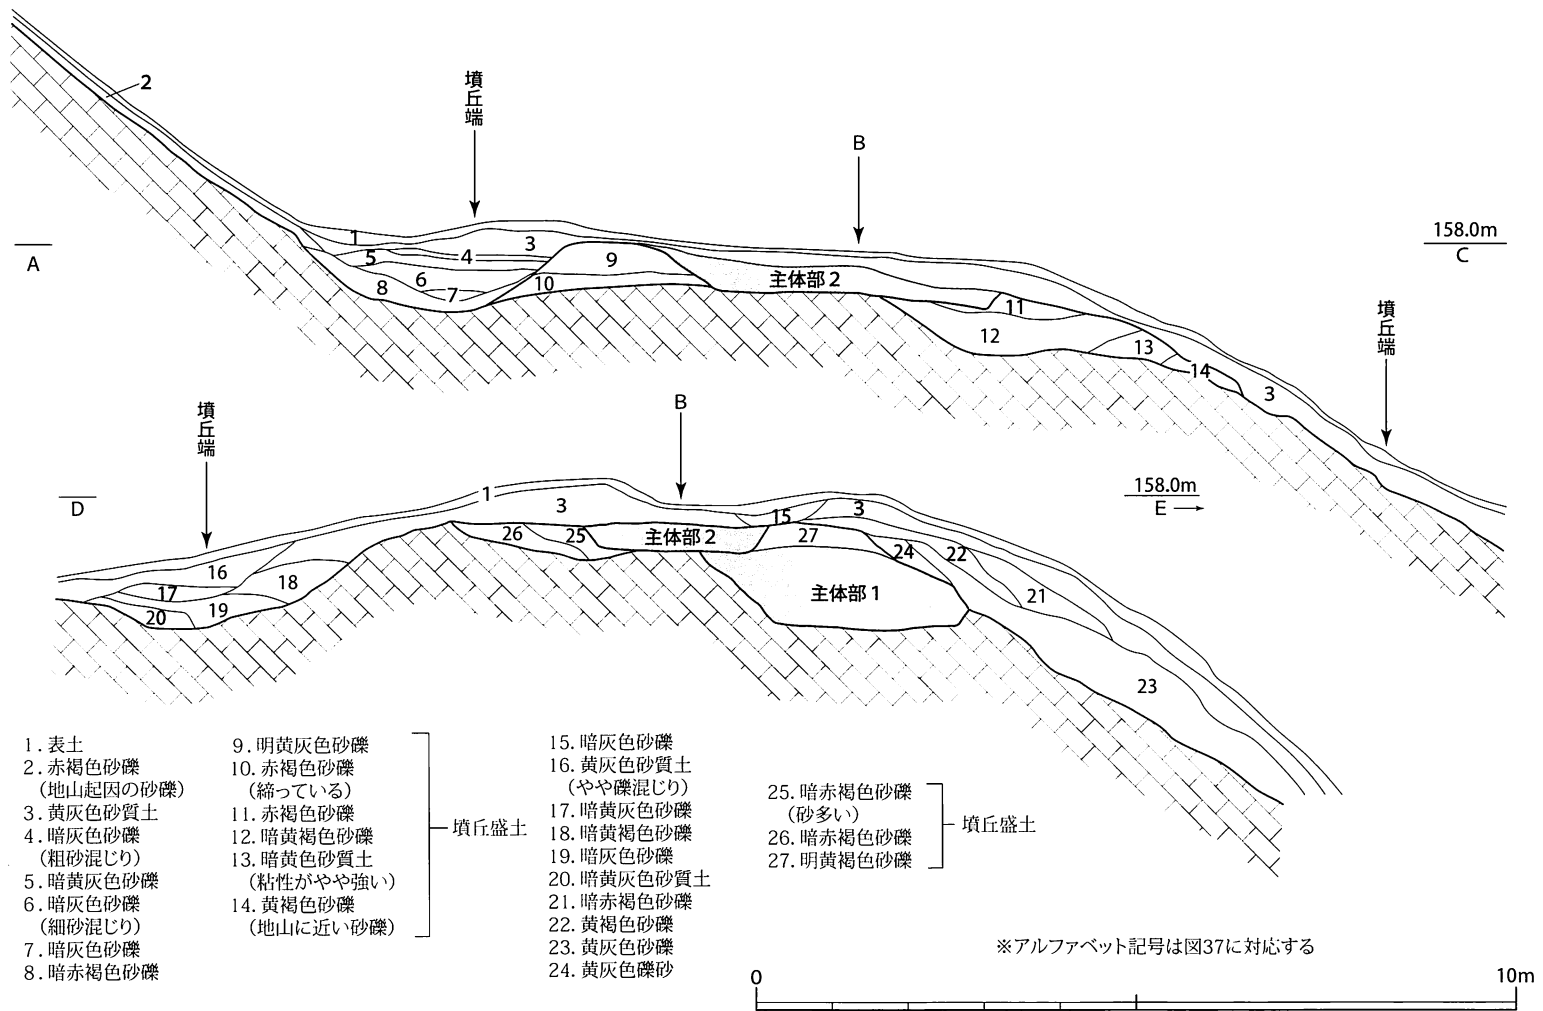 2
墳丘端
B
158.0m
C
A
1
3
5
4
9
6
8
7
10
主体部2
11
12
13
14
3
墳丘端
墳丘端
B
158.0m
E
D
1
3
15
3
26
25
主体部2
27
24
22
16
17
18
主体部1
21
20
19
23
1. 表土
2. 赤褐色砂礫
(地山起因の砂礫)
3. 黄灰色砂質土
4. 暗灰色砂礫
(粗砂混じり)
5. 暗黄灰色砂礫
6. 暗灰色砂礫
(細砂混じり)
7. 暗灰色砂礫
8. 暗赤褐色砂礫
9. 明黄灰色砂礫
10. 赤褐色砂礫
(締っている)
11. 赤褐色砂礫
12. 暗黄褐色砂礫
13. 暗黄色砂質土
(粘性がやや強い)
14. 黄褐色砂礫
(地山に近い砂礫)
墳丘盛土
15. 暗灰色砂礫
16. 黄灰色砂質土
(やや礫混じり)
17. 暗黄灰色砂礫
18. 暗黄褐色砂礫
19. 暗灰色砂礫
20. 暗黄灰色砂質土
21. 暗赤褐色砂礫
22. 黄褐色砂礫
23. 黄灰色砂礫
24. 黄灰色礫砂
25. 暗赤褐色砂礫
(砂多い)
26. 暗赤褐色砂礫
27. 明黄褐色砂礫
墳丘盛土
※アルファベット記号は図37に対応する
0
10m